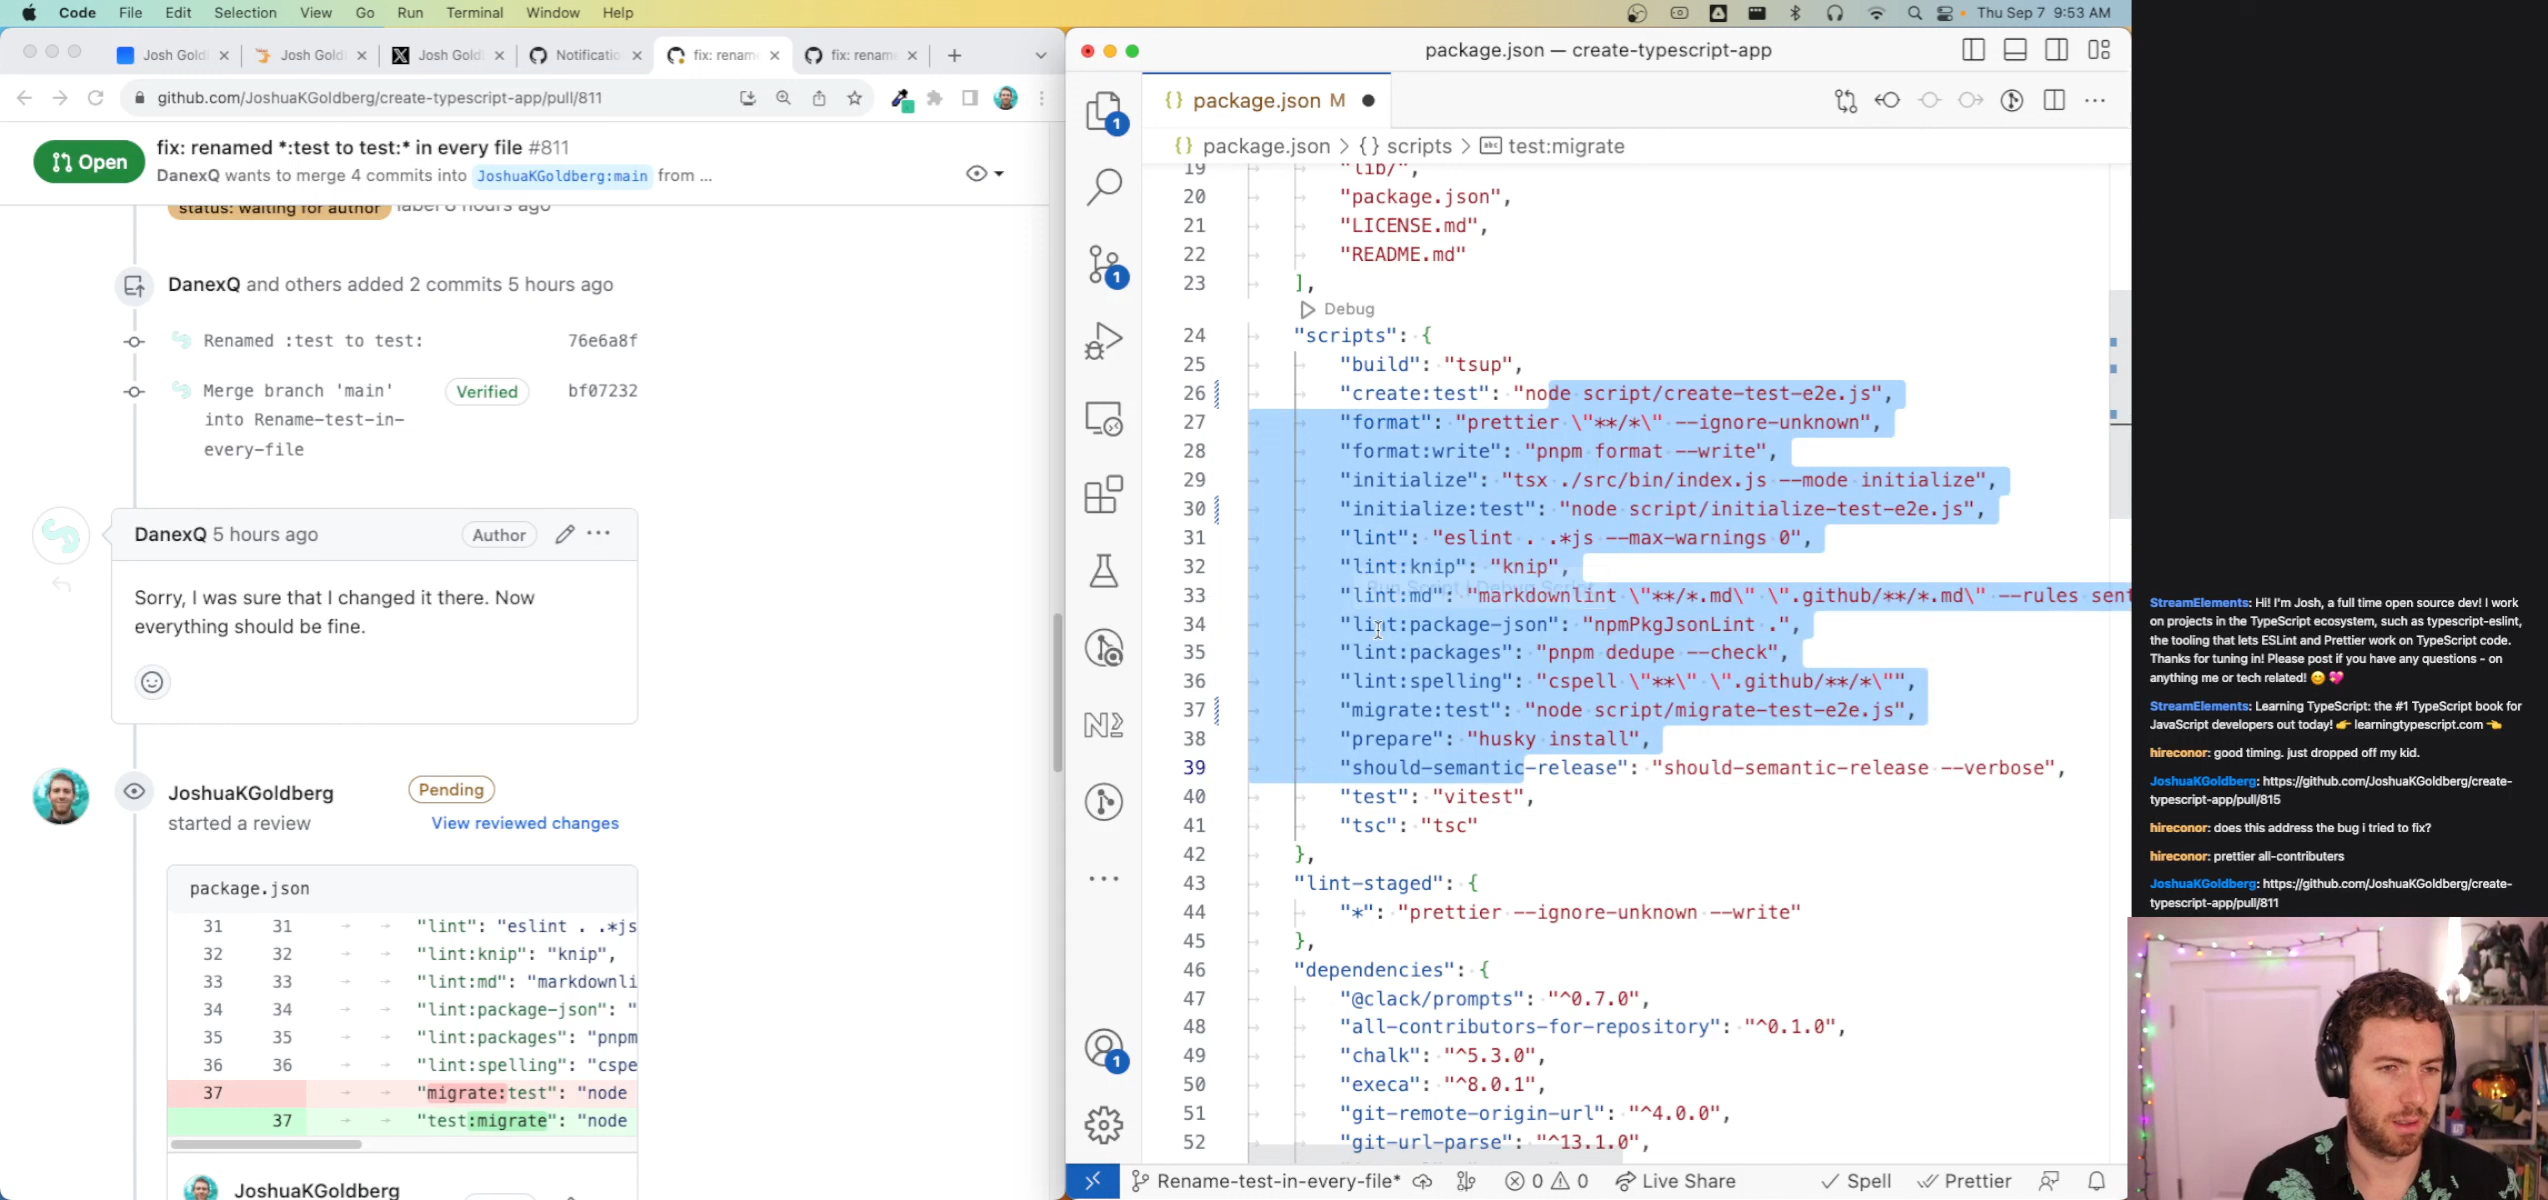 Code File Edit Selection View Go Run Terminal Window Help
Thu Sep 7 9:53 AM
Josh Gold
Josh Gold
Josh Gold
Notificatio
fix: renam
fix: renam
github.com/JoshuaKGoldberg/create-typescript-app/pull/811
Open
fix: renamed *:test to test:* in every file #811
DanexQ wants to merge 4 commits into JoshuaKGoldberg:main from ...
status: waiting for author label 8 hours ago
DanexQ and others added 2 commits 5 hours ago
Renamed :test to test: 76e6a8f
Merge branch 'main' Verified bf07232
into Rename-test-in-
every-file
DanexQ 5 hours ago Author
Sorry, I was sure that I changed it there. Now
everything should be fine.
JoshuaKGoldberg Pending
started a review View reviewed changes
package.json
31 31 "lint": "eslint . .*js
32 32 "lint:knip": "knip",
33 33 "lint:md": "markdownli
34 34 "lint:package-json": "
35 35 "lint:packages": "pnpm
36 36 "lint:spelling": "cspe
37 "migrate:test": "node
37 "test:migrate": "node
JoshuaKGoldberg
package.json — create-typescript-app
{} package.json M
{} package.json > {} scripts > abc test:migrate
19 "lib/",
20 "package.json",
21 "LICENSE.md",
22 "README.md"
23 ],
Debug
24 "scripts": {
25 "build": "tsup",
26 "create:test": "node script/create-test-e2e.js",
27 "format": "prettier \"**/*\" --ignore-unknown",
28 "format:write": "pnpm format --write",
29 "initialize": "tsx ./src/bin/index.js --mode initialize",
30 "initialize:test": "node script/initialize-test-e2e.js",
31 "lint": "eslint . .*js --max-warnings 0",
32 "lint:knip": "knip",
Run Script | Debug Script
33 "lint:md": "markdownlint \"**/*.md\" \".github/**/*.md\" --rules sent
34 "lint:package-json": "npmPkgJsonLint .",
35 "lint:packages": "pnpm dedupe --check",
36 "lint:spelling": "cspell \"**\" \".github/**/*\"",
37 "migrate:test": "node script/migrate-test-e2e.js",
38 "prepare": "husky install",
39 "should-semantic-release": "should-semantic-release --verbose",
40 "test": "vitest",
41 "tsc": "tsc"
42 },
43 "lint-staged": {
44 "*": "prettier --ignore-unknown --write"
45 },
46 "dependencies": {
47 "@clack/prompts": "^0.7.0",
48 "all-contributors-for-repository": "^0.1.0",
49 "chalk": "^5.3.0",
50 "execa": "^8.0.1",
51 "git-remote-origin-url": "^4.0.0",
52 "git-url-parse": "^13.1.0",
1
1
1
Rename-test-in-every-file* 0 0 Live Share Spell Prettier
StreamElements: Hi! I'm Josh, a full time open source dev! I work
on projects in the TypeScript ecosystem, such as typescript-eslint,
the tooling that lets ESLint and Prettier work on TypeScript code.
Thanks for tuning in! Please post if you have any questions - on
anything me or tech related! 😊 💖
StreamElements: Learning TypeScript: the #1 TypeScript book for
JavaScript developers out today! 👉 learningtypescript.com 👈
hireconor: good timing. just dropped off my kid.
JoshuaKGoldberg: https://github.com/JoshuaKGoldberg/create-
typescript-app/pull/815
hireconor: does this address the bug i tried to fix?
hireconor: prettier all-contributers
JoshuaKGoldberg: https://github.com/JoshuaKGoldberg/create-
typescript-app/pull/811